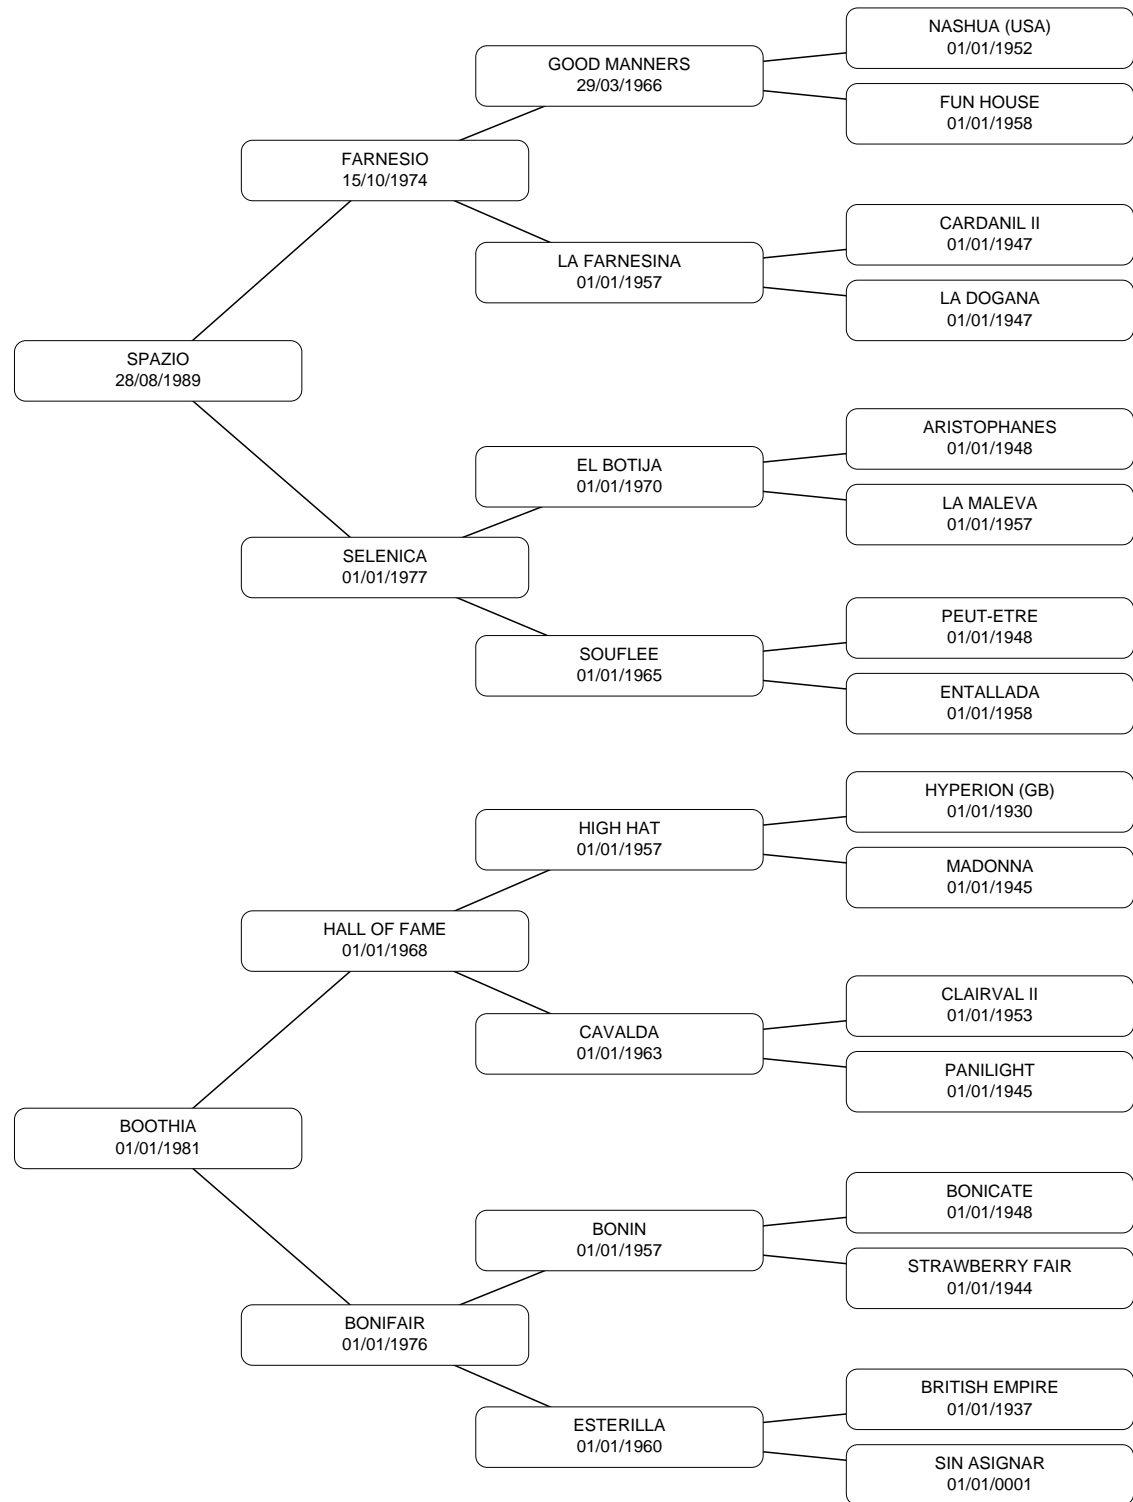 NASHUA (USA)
01/01/1952
GOOD MANNERS
29/03/1966
FUN HOUSE
01/01/1958
FARNESIO
15/10/1974
CARDANIL II
01/01/1947
LA FARNESINA
01/01/1957
LA DOGANA
01/01/1947
SPAZIO
28/08/1989
ARISTOPHANES
01/01/1948
EL BOTIJA
01/01/1970
LA MALEVA
01/01/1957
SELENICA
01/01/1977
PEUT-ETRE
01/01/1948
SOUFLEE
01/01/1965
ENTALLADA
01/01/1958
HYPERION (GB)
01/01/1930
HIGH HAT
01/01/1957
MADONNA
01/01/1945
HALL OF FAME
01/01/1968
CLAIRVAL II
01/01/1953
CAVALDA
01/01/1963
PANILIGHT
01/01/1945
BOOTHIA
01/01/1981
BONICATE
01/01/1948
BONIN
01/01/1957
STRAWBERRY FAIR
01/01/1944
BONIFAIR
01/01/1976
BRITISH EMPIRE
01/01/1937
ESTERILLA
01/01/1960
SIN ASIGNAR
01/01/0001